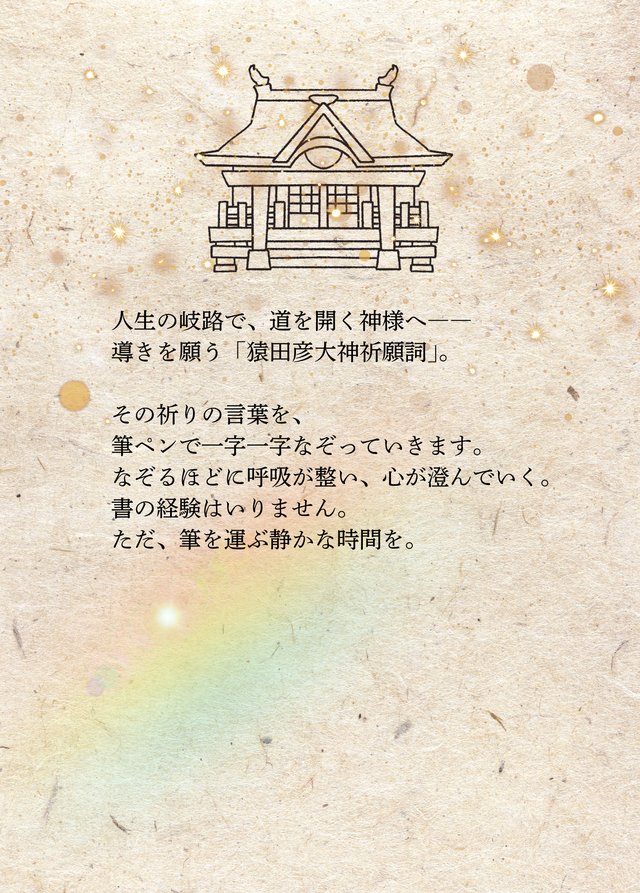 人生の岐路で、道を開く神様へ――
導きを願う「猿田彦大神祈願詞」。
その祈りの言葉を、
筆ペンで一字一字なぞっていきます。
なぞるほどに呼吸が整い、心が澄んでいく。
書の経験はいりません。
ただ、筆を運ぶ静かな時間を。